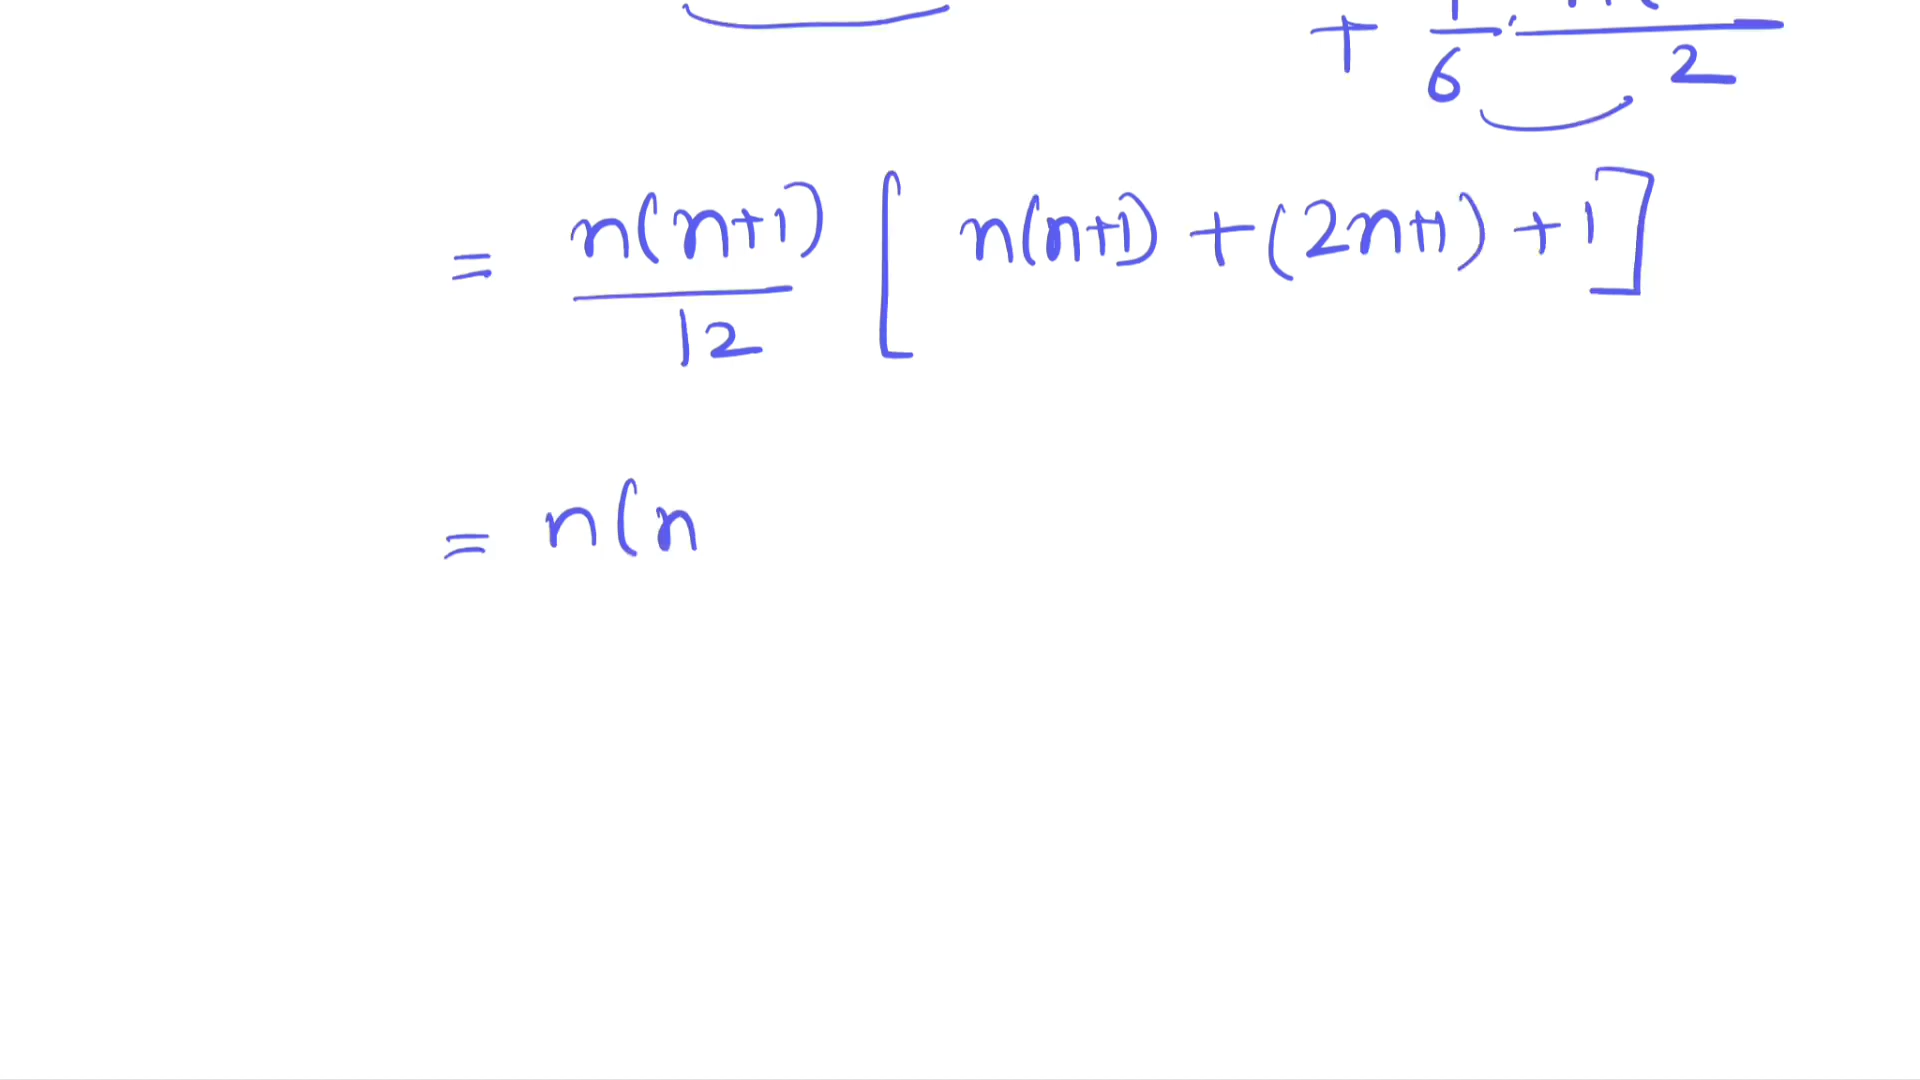 + 1/6 · /2
= n(n+1)/12 [ n(n+1) + (2n+1) + 1 ]
= n(n